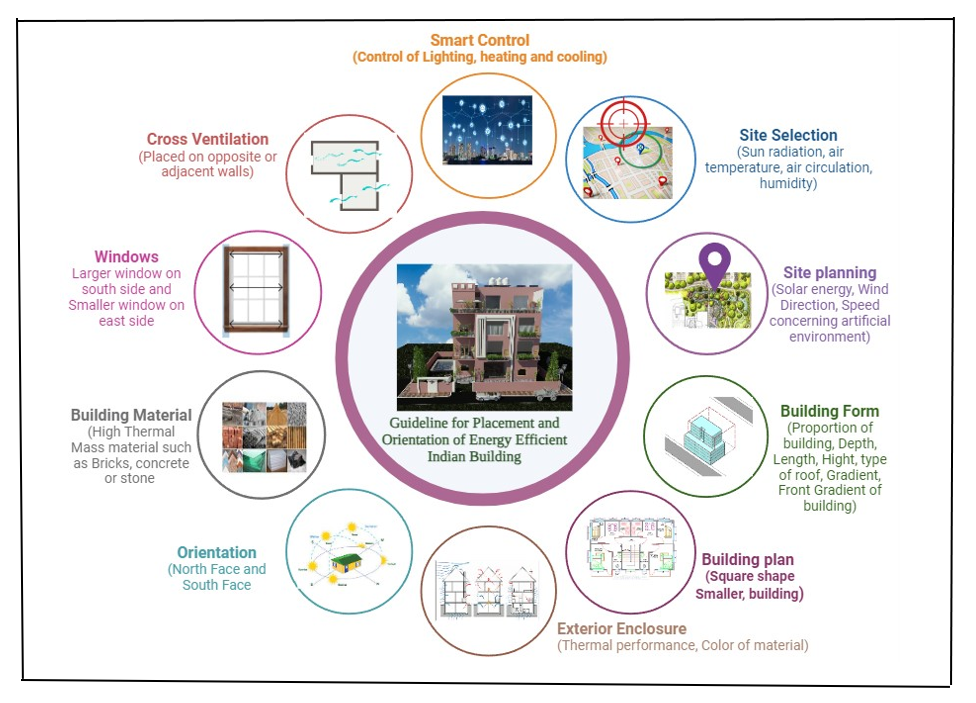 Smart Control
(Control of Lighting, heating and cooling)
Site Selection
(Sun radiation, air
temperature, air circulation,
humidity)
Site planning
(Solar energy, Wind
Direction, Speed
concerning artificial
environment)
Building Form
(Proportion of
building, Depth,
Length, Hight, type
of roof, Gradient,
Front Gradient of
building)
Building plan
(Square shape
Smaller, building)
Exterior Enclosure
(Thermal performance, Color of material)
Orientation
(North Face and
South Face
Building Material
(High Thermal
Mass material such
as Bricks, concrete
or stone
Windows
Larger window on
south side and
Smaller window on
east side
Cross Ventilation
(Placed on opposite or
adjacent walls)
Guideline for Placement and
Orientation of Energy Efficient
Indian Building